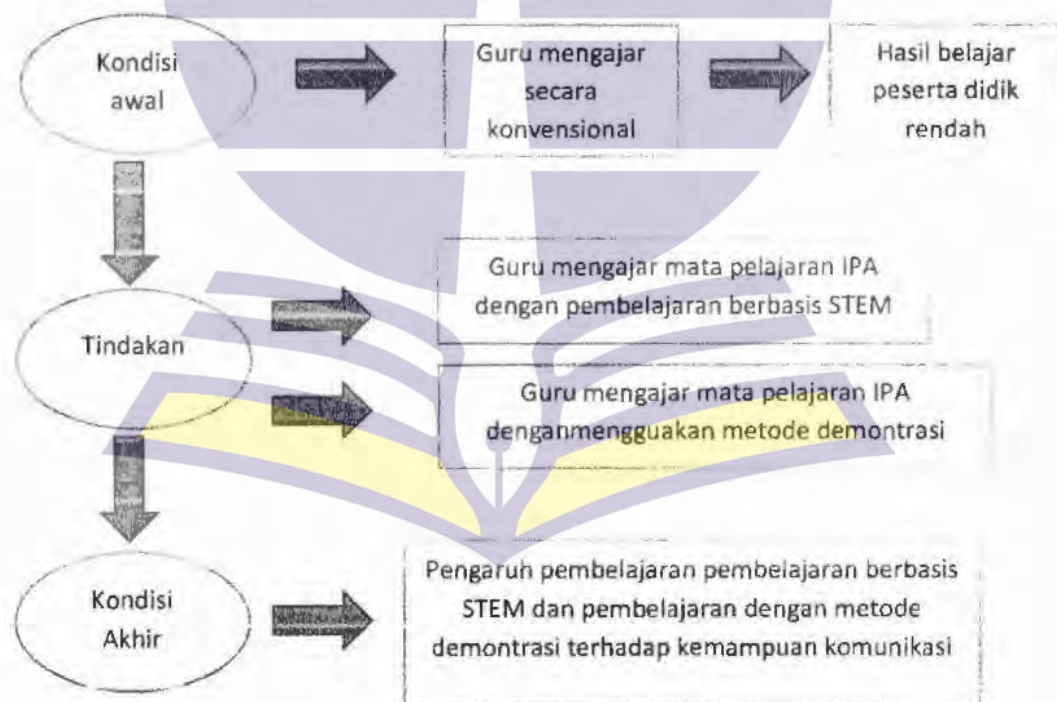 Kondisi
awal
Guru mengajar
secara
konvensional
Hasil belajar
peserta didik
rendah
Tindakan
Guru mengajar mata pelajaran IPA
dengan pembelajaran berbasis STEM
Guru mengajar mata pelajaran IPA
denganmengguakan metode demontrasi
Kondisi
Akhir
Pengaruh pembelajaran pembelajaran berbasis
STEM dan pembelajaran dengan metode
demontrasi terhadap kemampuan komunikasi